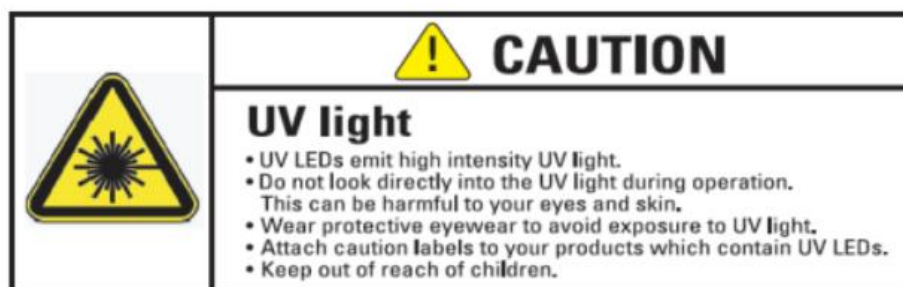 ! CAUTION
UV light
• UV LEDs emit high intensity UV light.
• Do not look directly into the UV light during operation.
This can be harmful to your eyes and skin.
• Wear protective eyewear to avoid exposure to UV light.
• Attach caution labels to your products which contain UV LEDs.
• Keep out of reach of children.